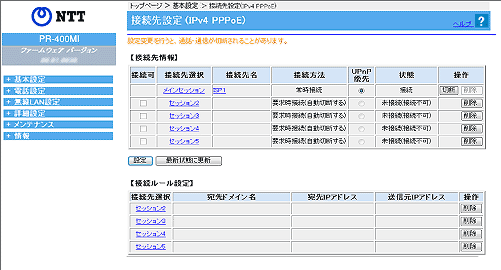 NTT
PR-400MI
ファームウェア バージョン
基本設定
電話設定
無線LAN設定
詳細設定
メンテナンス
情報
トップページ > 基本設定 > 接続先設定(IPv4 PPPoE)
接続先設定 (IPv4 PPPoE)
ヘルプ ?
設定変更を行うと、通話・通信が切断されることがあります。
【接続先情報】
接続可 接続先選択 接続先名 接続方法 UPnP優先 状態 操作
メインセッション ISP1 常時接続 接続 切断 削除
セッション2 要求時接続(自動切断する) 未接続(接続不可) 削除
セッション3 要求時接続(自動切断する) 未接続(接続不可) 削除
セッション4 要求時接続(自動切断する) 未接続(接続不可) 削除
セッション5 要求時接続(自動切断する) 未接続(接続不可) 削除
設定 最新状態に更新
【接続ルール設定】
接続先選択 宛先ドメイン名 宛先IPアドレス 送信元IPアドレス 操作
セッション2 削除
セッション3 削除
セッション4 削除
セッション5 削除